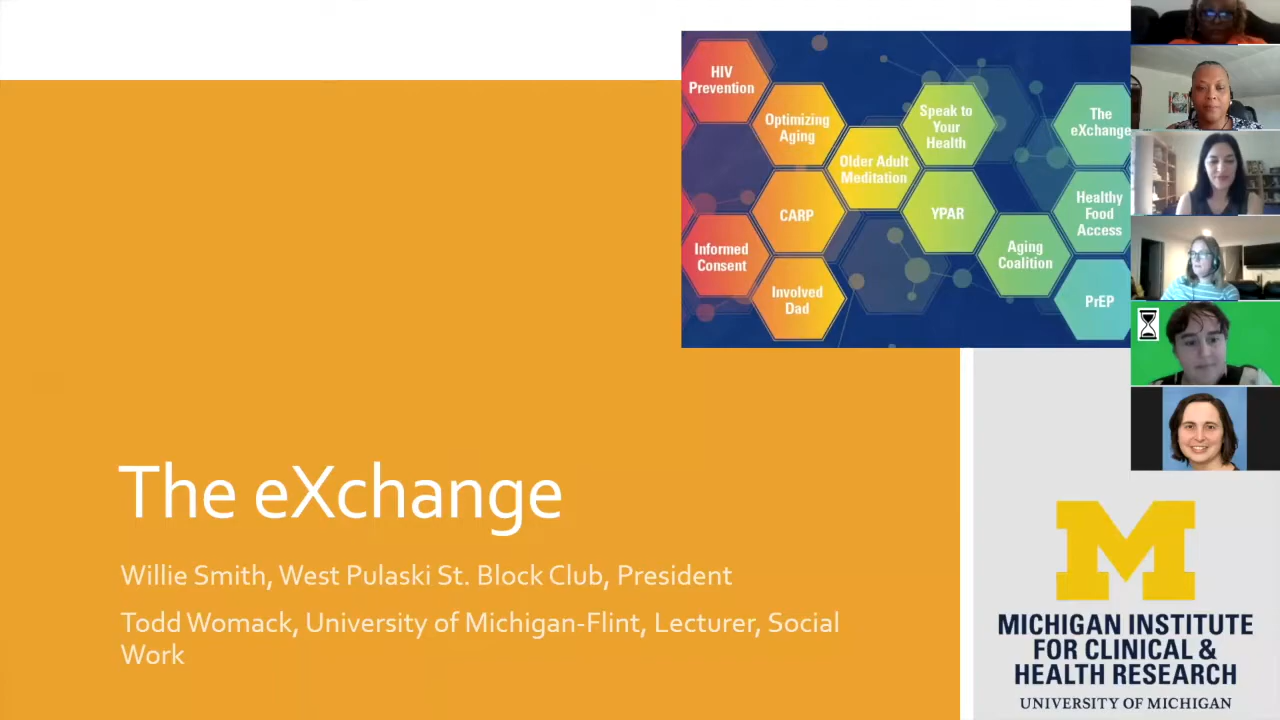 HIV
Prevention
Optimizing
Aging
Older Adult
Meditation
Speak to
Your
Health
The
eXchange
CARP
YPAR
Healthy
Food
Access
Informed
Consent
Involved
Dad
Aging
Coalition
PrEP
The eXchange
Willie Smith, West Pulaski St. Block Club, President
Todd Womack, University of Michigan-Flint, Lecturer, Social
Work
M
MICHIGAN INSTITUTE
FOR CLINICAL &
HEALTH RESEARCH
UNIVERSITY OF MICHIGAN